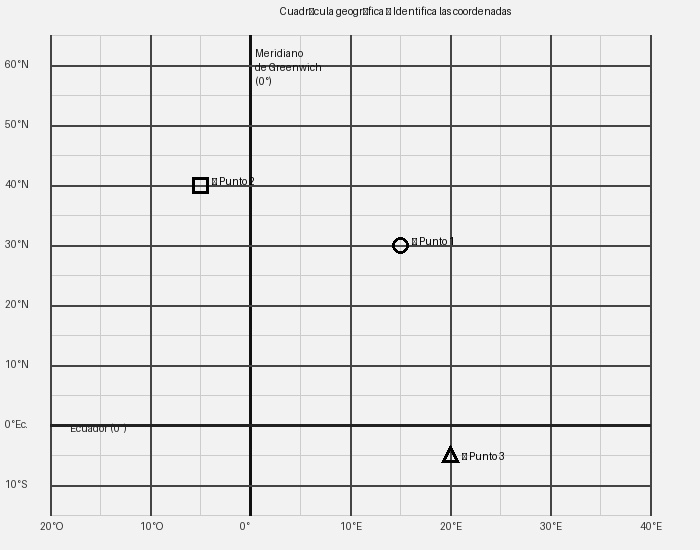 Cuadr▯cula geogr▯fica ▯ Identifica las coordenadas
Meridiano
de Greenwich
(0°)
60°N
50°N
▯ Punto 2
40°N
▯ Punto 1
30°N
20°N
10°N
0°Ec.
Ecuador (0°)
▯ Punto 3
10°S
20°O 10°O 0° 10°E 20°E 30°E 40°E